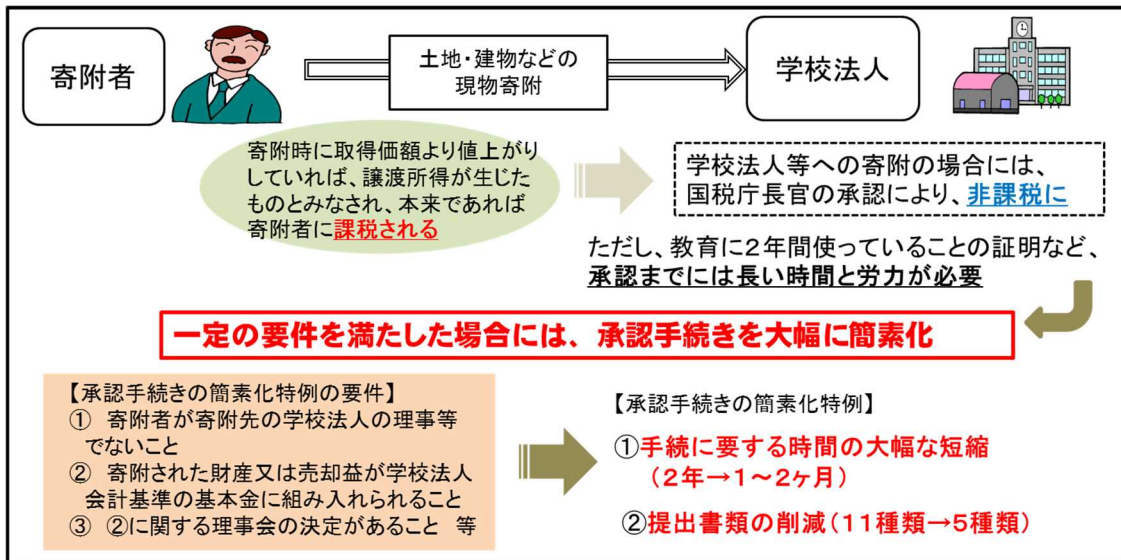 寄附者
土地・建物などの
現物寄附
学校法人
寄附時に取得価額より値上がり
していれば、譲渡所得が生じた
ものとみなされ、本来であれば
寄附者に課税される
学校法人等への寄附の場合には、
国税庁長官の承認により、非課税に
ただし、教育に2年間使っていることの証明など、
承認までには長い時間と労力が必要
一定の要件を満たした場合には、承認手続きを大幅に簡素化
【承認手続きの簡素化特例の要件】
① 寄附者が寄附先の学校法人の理事等
でないこと
② 寄附された財産又は売却益が学校法人
会計基準の基本金に組み入れられること
③ ②に関する理事会の決定があること 等
【承認手続きの簡素化特例】
①手続に要する時間の大幅な短縮
(2年→1~2ヶ月)
②提出書類の削減(11種類→5種類)